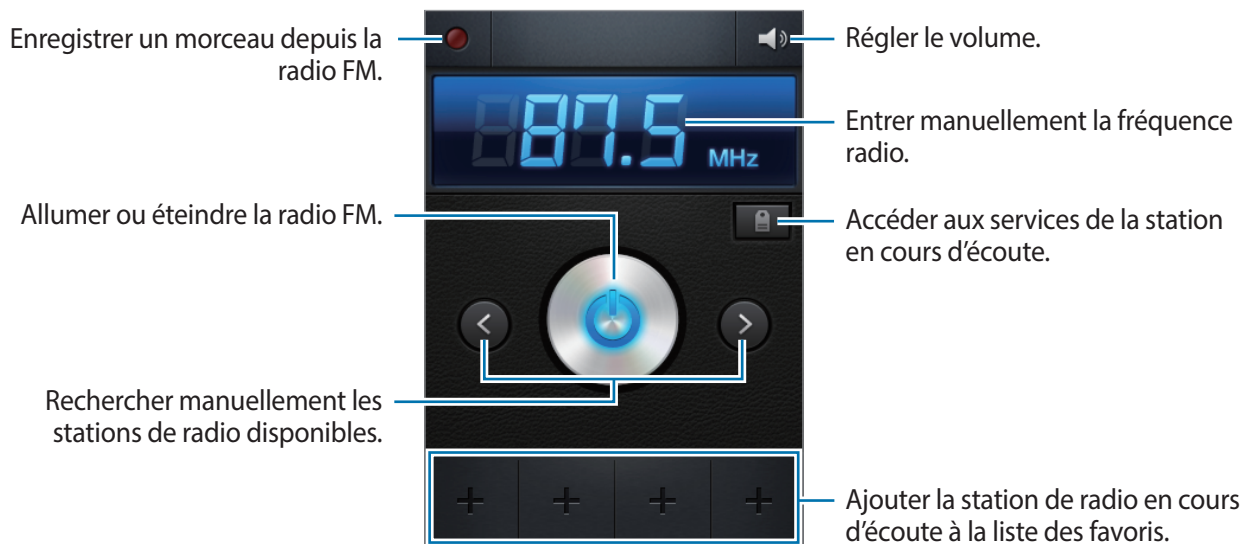 Enregistrer un morceau depuis la
radio FM.
Régler le volume.
87.5 MHz
Entrer manuellement la fréquence
radio.
Allumer ou éteindre la radio FM.
Accéder aux services de la station
en cours d'écoute.
Rechercher manuellement les
stations de radio disponibles.
Ajouter la station de radio en cours
d'écoute à la liste des favoris.